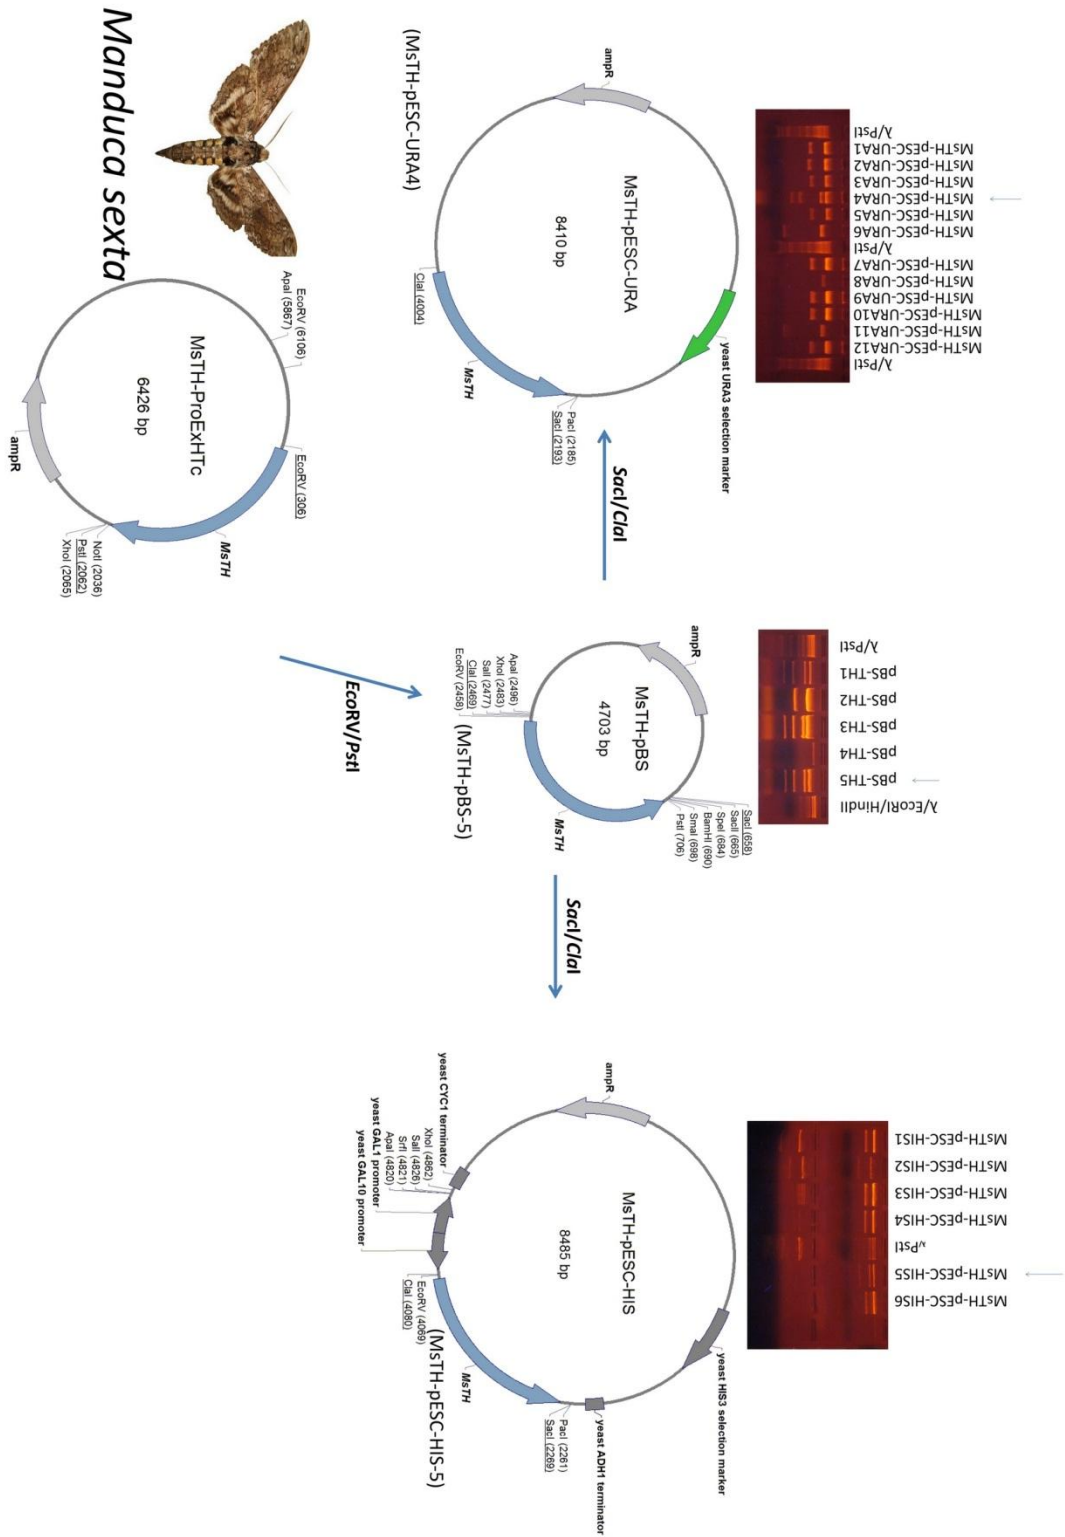 MsTH-pESC-URA1
MsTH-pESC-URA2
MsTH-pESC-URA3
MsTH-pESC-URA4
MsTH-pESC-URA5
MsTH-pESC-URA6
λ/PstI
MsTH-pESC-URA7
MsTH-pESC-URA8
MsTH-pESC-URA9
MsTH-pESC-URA10
MsTH-pESC-URA11
MsTH-pESC-URA12
λ/PstI
λ/PstI
λ/PstI
pBS-TH1
pBS-TH2
pBS-TH3
pBS-TH4
pBS-TH5
λ/EcoRI/HindII
MsTH-pESC-HIS1
MsTH-pESC-HIS2
MsTH-pESC-HIS3
MsTH-pESC-HIS4
λ/PstI
MsTH-pESC-HIS5
MsTH-pESC-HIS6
yeast URA3 selection marker
ampR
MsTH-pESC-URA
8410 bp
PacI (2185)
SacI (2193)
MsTH
ClaI (4004)
(MsTH-pESC-URA4)
SacI/ClaI
ampR
MsTH-pBS
4703 bp
SacI (658)
SacII (665)
SpeI (684)
BamHI (690)
SmaI (698)
PstI (706)
MsTH
ApaI (2496)
XhoI (2483)
SalI (2477)
ClaI (2469)
EcoRV (2458)
(MsTH-pBS-5)
SacI/ClaI
yeast HIS3 selection marker
ampR
MsTH-pESC-HIS
8485 bp
yeast ADH1 terminator
PacI (2261)
SacI (2269)
MsTH
EcoRV (4069)
ClaI (4080)
yeast CYC1 terminator
XhoI (4862)
SalI (4826)
SrfI (4821)
ApaI (4820)
yeast GAL1 promoter
yeast GAL10 promoter
(MsTH-pESC-HIS-5)
EcoRV/PstI
EcoRV (6106)
ApaI (5867)
EcoRV (306)
MsTH-ProExHTc
6426 bp
MsTH
NotI (2036)
PstI (2062)
XhoI (2065)
ampR
Manduca sexta